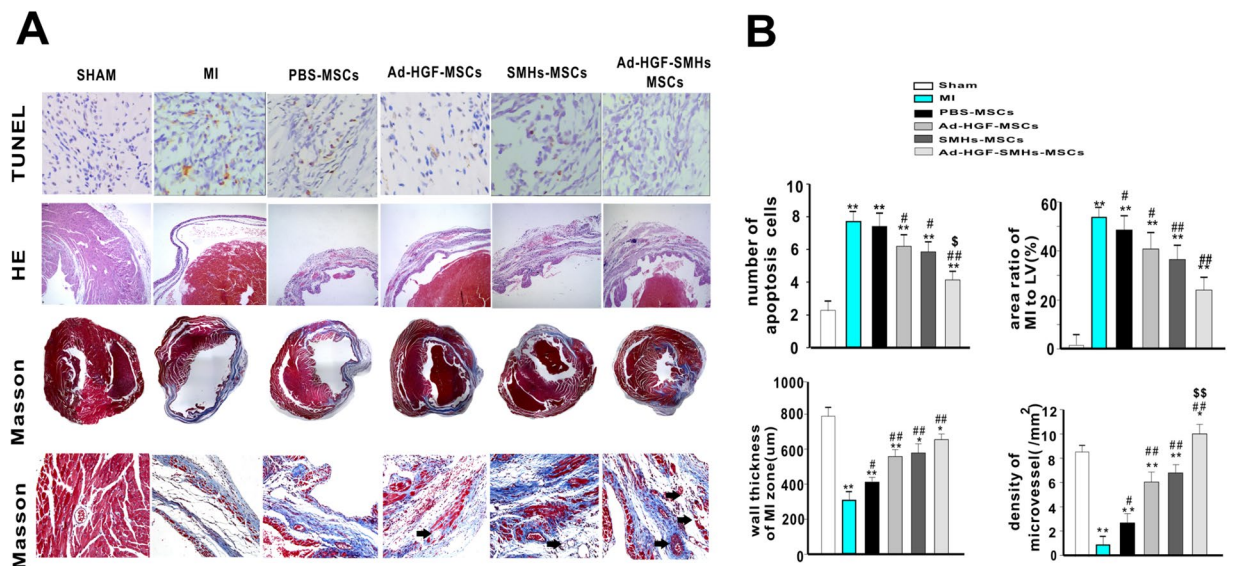 A
SHAM MI PBS-MSCs Ad-HGF-MSCs SMHs-MSCs Ad-HGF-SMHs
MSCs
TUNEL
HE
Masson
Masson
B
Sham
MI
PBS-MSCs
Ad-HGF-MSCs
SMHs-MSCs
Ad-HGF-SMHs-MSCs
number of
apoptosis cells
10
8
6
4
2
0
**
**
#
**
#
**
$
##
**
area ratio of
MI to LV(%)
60
40
20
0
**
#
**
#
**
##
**
##
**
wall thickness
of MI zone(um)
1000
800
600
400
200
0
**
#
**
##
**
##
*
##
*
density of
microvessel(/mm²
12
10
8
6
4
2
0
**
#
**
##
**
##
**
$$
##
*